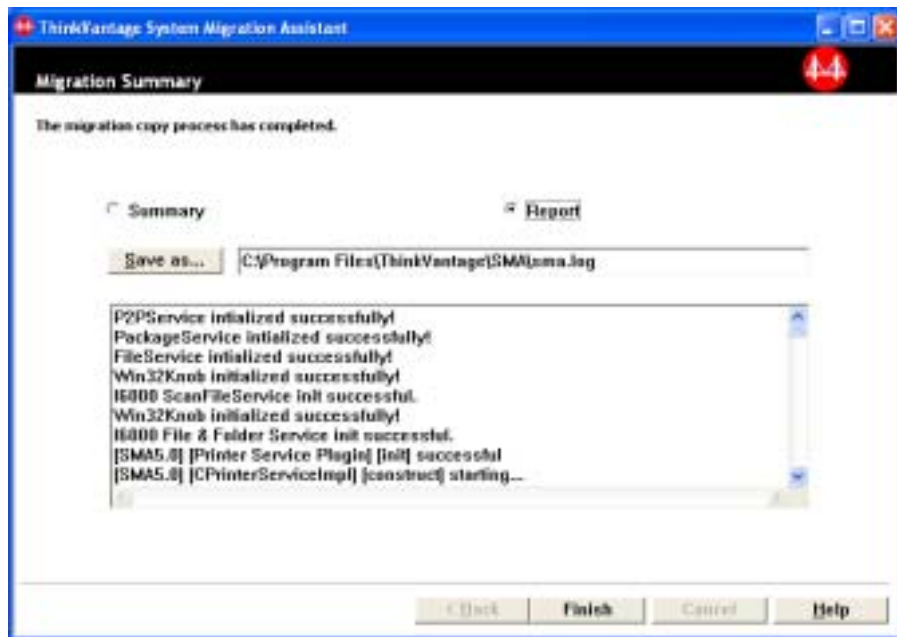 ThinkVantage System Migration Assistant
Migration Summary
The migration copy process has completed.
Summary
Report
Save as...
C:\Program Files\ThinkVantage\SMA\sma.log
P2PService intialized successfully!
PackageService intialized successfully!
FileService intialized successfully!
Win32Knob initialized successfully!
I6000 ScanFileService init successful.
Win32Knob initialized successfully!
I6000 File & Folder Service init successful.
[SMA5.0] [Printer Service Plugin] [init] successful
[SMA5.0] [CPrinterServiceImpl] [construct] starting...
< Back
Finish
Cancel
Help